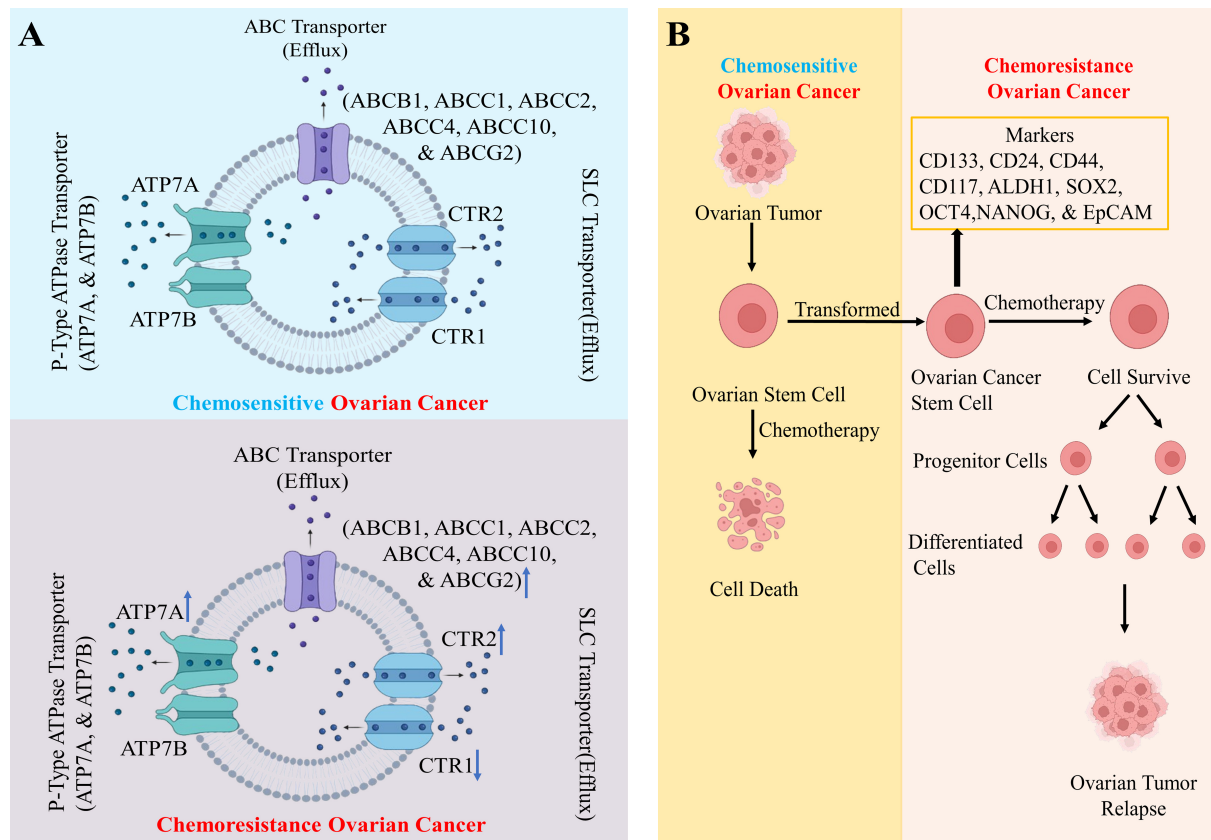 A
ABC Transporter
(Efflux)
(ABCB1, ABCC1, ABCC2,
ABCC4, ABCC10,
& ABCG2)
ATP7A
CTR2
P-Type ATPase Transporter
(ATP7A, & ATP7B)
SLC Transporter(Efflux)
ATP7B
CTR1
Chemosensitive Ovarian Cancer
ABC Transporter
(Efflux)
(ABCB1, ABCC1, ABCC2,
ABCC4, ABCC10,
& ABCG2)
ATP7A
CTR2
P-Type ATPase Transporter
(ATP7A, & ATP7B)
SLC Transporter(Efflux)
ATP7B
CTR1
Chemoresistance Ovarian Cancer
B
Chemosensitive
Ovarian Cancer
Ovarian Tumor
Transformed
Ovarian Stem Cell
Chemotherapy
Cell Death
Chemoresistance
Ovarian Cancer
Markers
CD133, CD24, CD44,
CD117, ALDH1, SOX2,
OCT4,NANOG, & EpCAM
Chemotherapy
Ovarian Cancer
Stem Cell
Cell Survive
Progenitor Cells
Differentiated
Cells
Ovarian Tumor
Relapse